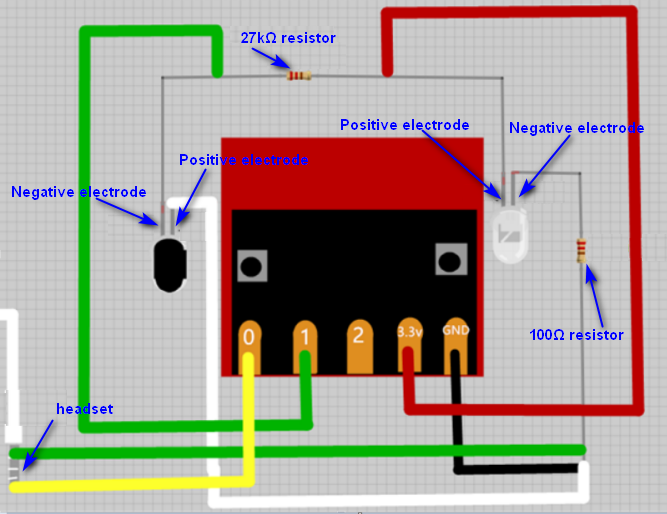 27kΩ resistor
Positive electrode
Negative electrode
Positive electrode
Negative electrode
0
1
2
3.3v
GND
100Ω resistor
headset